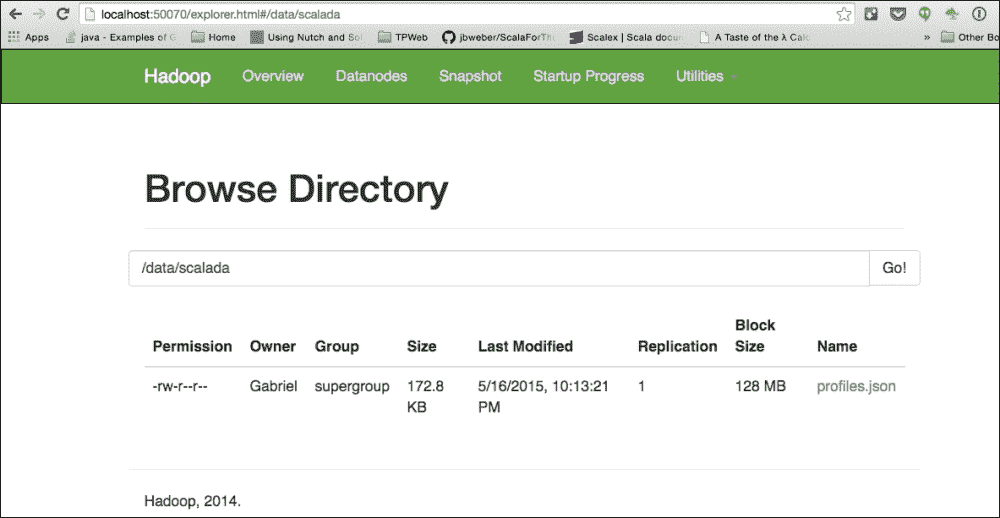 localhost:50070/explorer.html#/data/scalada
Apps java - Examples of G Home Using Nutch and Sol TPWeb jbweber/ScalaForThe Scalex | Scala docum A Taste of the λ Calc » Other Bo
Hadoop Overview Datanodes Snapshot Startup Progress Utilities
Browse Directory
/data/scalada Go!
Block
Permission Owner Group Size Last Modified Replication Size Name
-rw-r--r-- Gabriel supergroup 172.8 5/16/2015, 10:13:21 1 128 MB profiles.json
KB PM
Hadoop, 2014.